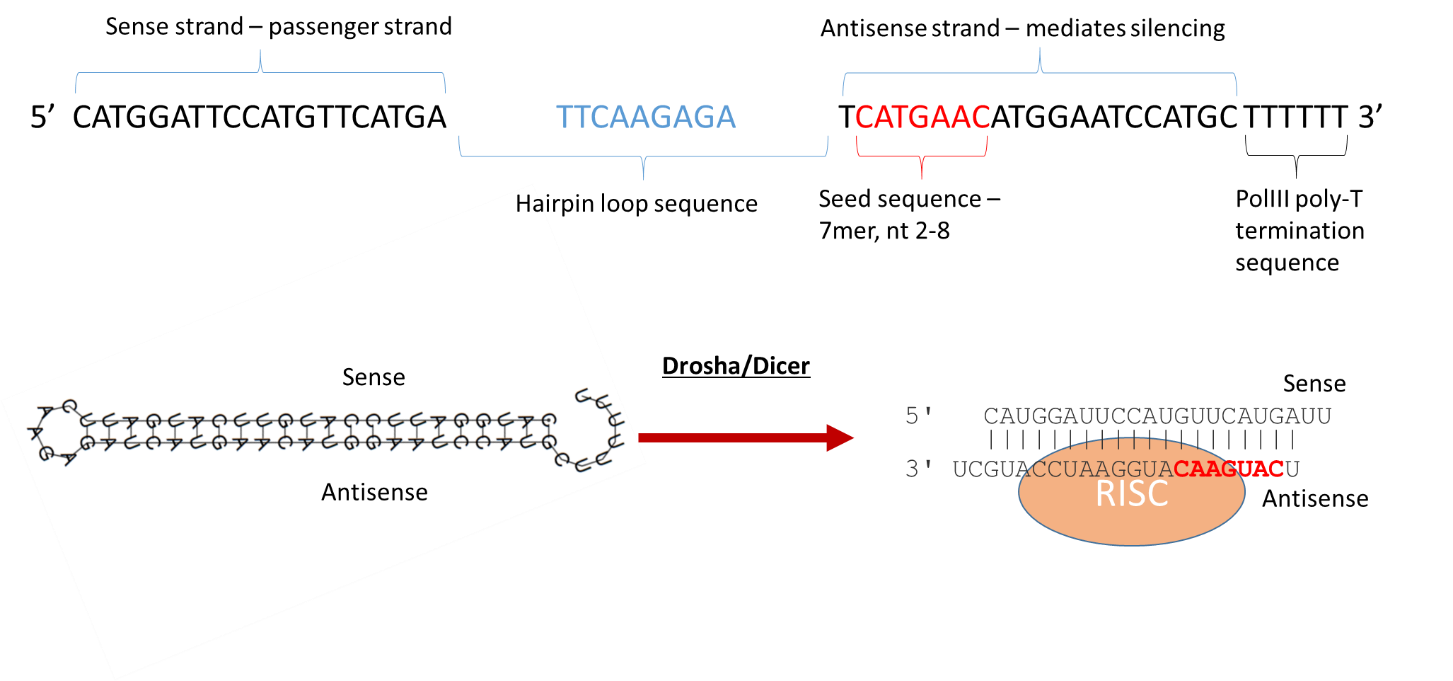 Sense strand – passenger strand
Antisense strand – mediates silencing
5’ CATGGATTCCATGTTCATGA TTCAAGAGA TCATGAACATGGAATCCATGC TTTTTT 3’
Hairpin loop sequence
Seed sequence –
7mer, nt 2-8
PolIII poly-T
termination
sequence
Drosha/Dicer
Sense
Antisense
Sense
5' CAUGGAUUCCAUGUUCAUGAUU
3' UCGUACCUAAGGUACAAGUACU
RISC
Antisense